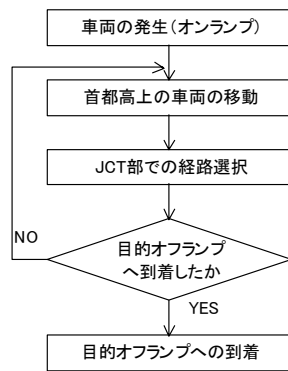 車両の発生(オンランプ)
首都高上の車両の移動
JCT部での経路選択
目的オフランプ
へ到着したか
NO
YES
目的オフランプへの到着